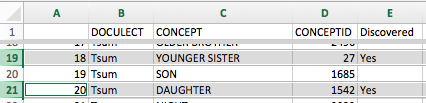 A B C D E
1 DOCULECT CONCEPT CONCEPTID Discovered
19 18 Tsum YOUNGER SISTER 27 Yes
20 19 Tsum SON 1685
21 20 Tsum DAUGHTER 1542 Yes